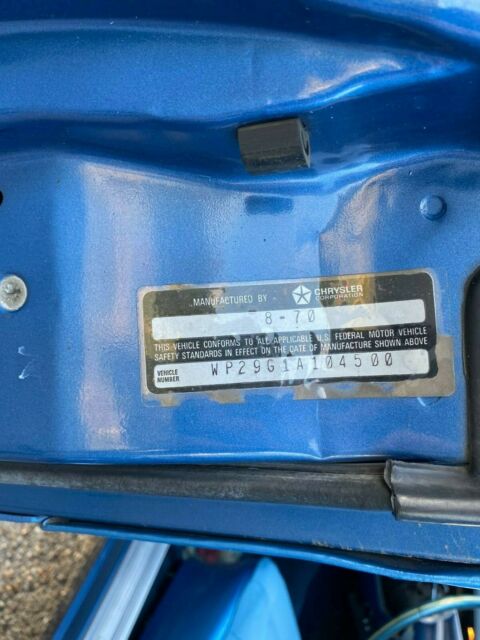 MANUFACTURED BY CHRYSLER CORPORATION
8-70
THIS VEHICLE CONFORMS TO ALL APPLICABLE U.S. FEDERAL MOTOR VEHICLE
SAFETY STANDARDS IN EFFECT ON THE DATE OF MANUFACTURE SHOWN ABOVE
VEHICLE NUMBER WP29G1A104500